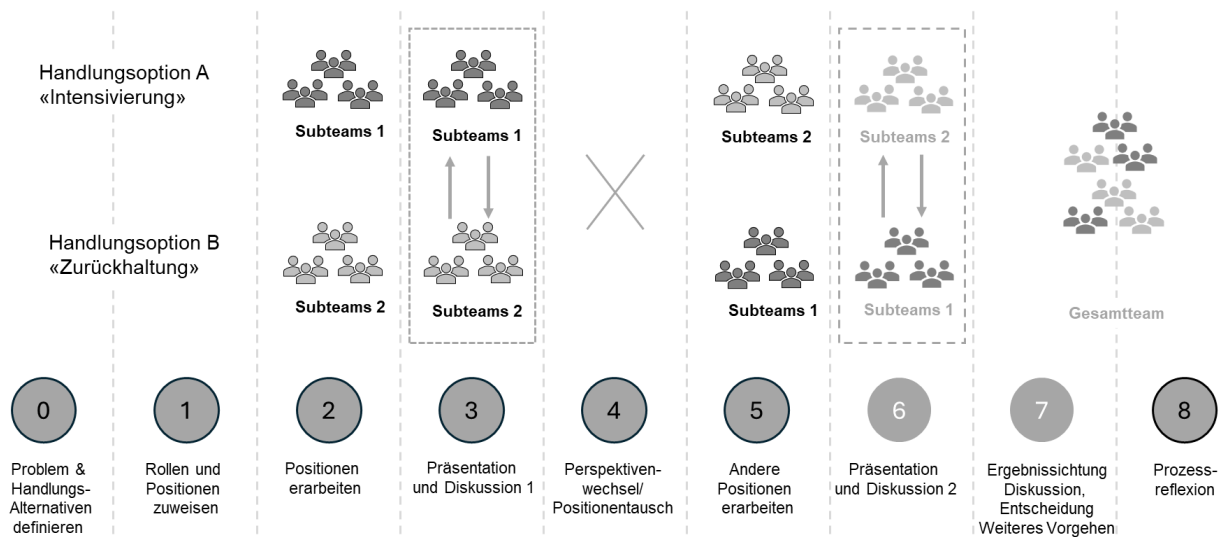 Handlungsoption A
«Intensivierung»
Subteams 1
Subteams 1
Subteams 2
Subteams 2
Handlungsoption B
«Zurückhaltung»
Subteams 2
Subteams 2
Subteams 1
Subteams 1
Gesamtteam
0
1
2
3
4
5
6
7
8
Problem &
Handlungs-
Alternativen
definieren
Rollen und
Positionen
zuweisen
Positionen
erarbeiten
Präsentation
und Diskussion 1
Perspektiven-
wechsel/
Positionentausch
Andere
Positionen
erarbeiten
Präsentation
und Diskussion 2
Ergebnissichtung
Diskussion,
Entscheidung
Weiteres Vorgehen
Prozess-
reflexion